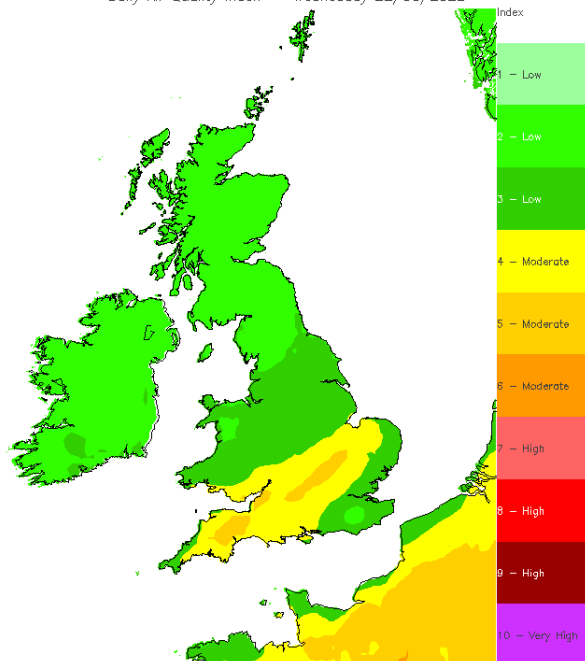 Index
1 - Low
2 - Low
3 - Low
4 - Moderate
5 - Moderate
6 - Moderate
7 - High
8 - High
9 - High
10 - Very High